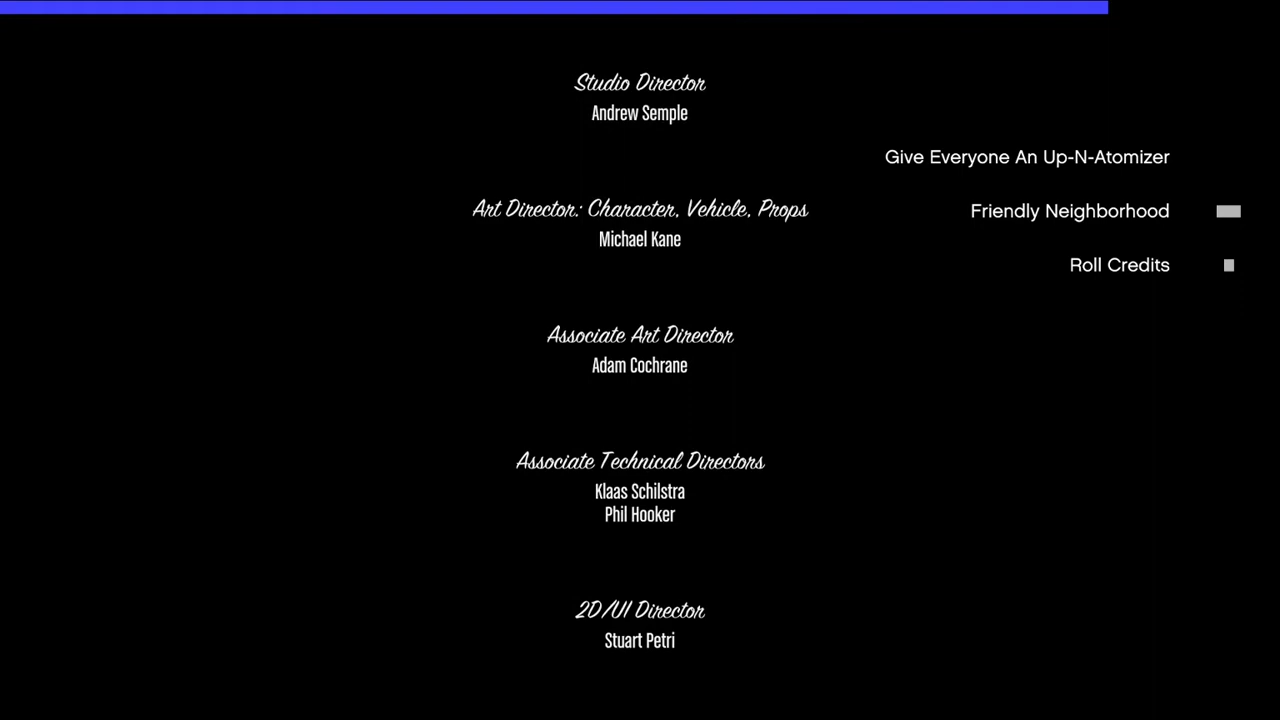 Studio Director
Andrew Semple
Give Everyone An Up-N-Atomizer
Art Director: Character, Vehicle, Props
Friendly Neighborhood
Michael Kane
Roll Credits
Associate Art Director
Adam Cochrane
Associate Technical Directors
Klaas Schilstra
Phil Hooker
2D/UI Director
Stuart Petri